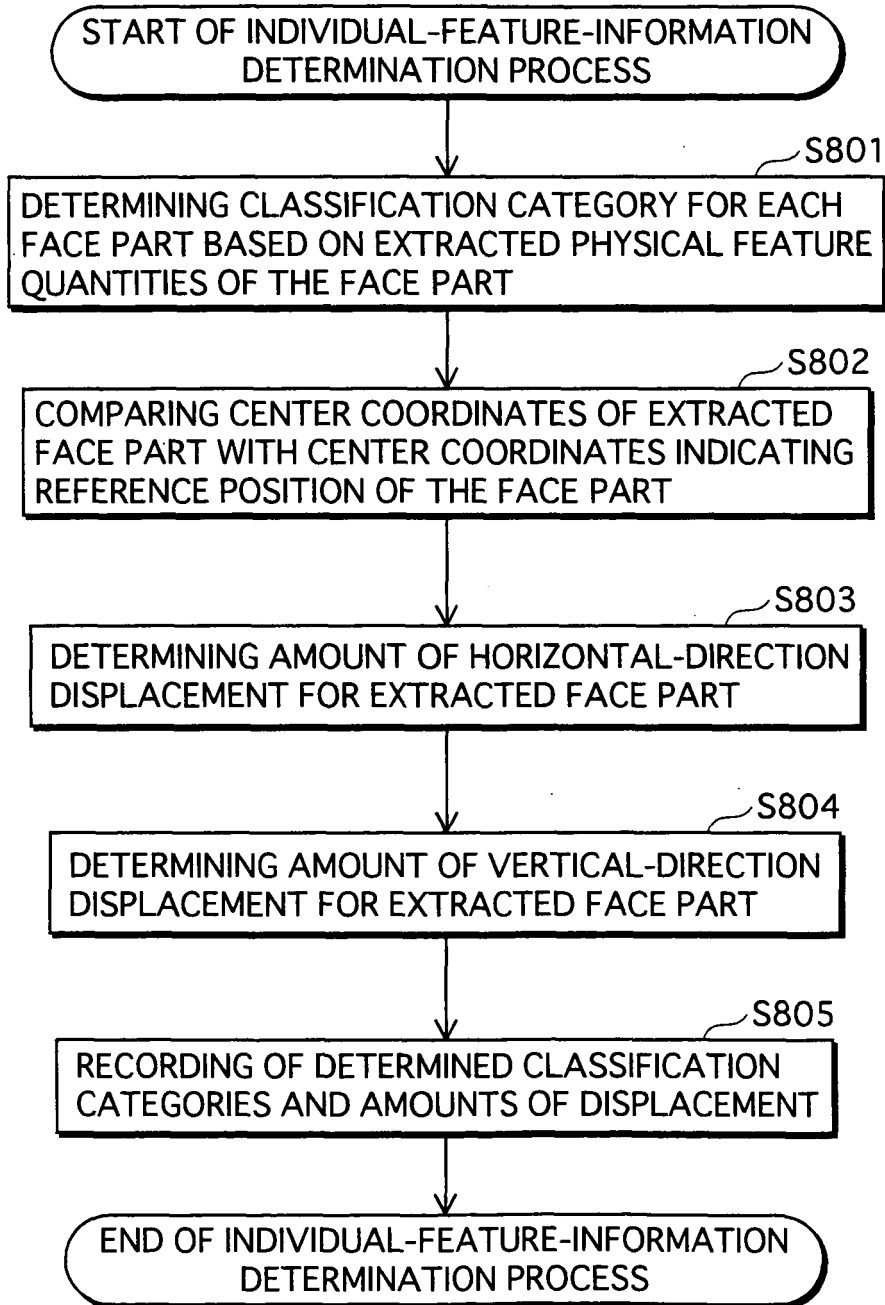 START OF INDIVIDUAL-FEATURE-INFORMATION
DETERMINATION PROCESS
S801
DETERMINING CLASSIFICATION CATEGORY FOR EACH
FACE PART BASED ON EXTRACTED PHYSICAL FEATURE
QUANTITIES OF THE FACE PART
S802
COMPARING CENTER COORDINATES OF EXTRACTED
FACE PART WITH CENTER COORDINATES INDICATING
REFERENCE POSITION OF THE FACE PART
S803
DETERMINING AMOUNT OF HORIZONTAL-DIRECTION
DISPLACEMENT FOR EXTRACTED FACE PART
S804
DETERMINING AMOUNT OF VERTICAL-DIRECTION
DISPLACEMENT FOR EXTRACTED FACE PART
S805
RECORDING OF DETERMINED CLASSIFICATION
CATEGORIES AND AMOUNTS OF DISPLACEMENT
END OF INDIVIDUAL-FEATURE-INFORMATION
DETERMINATION PROCESS